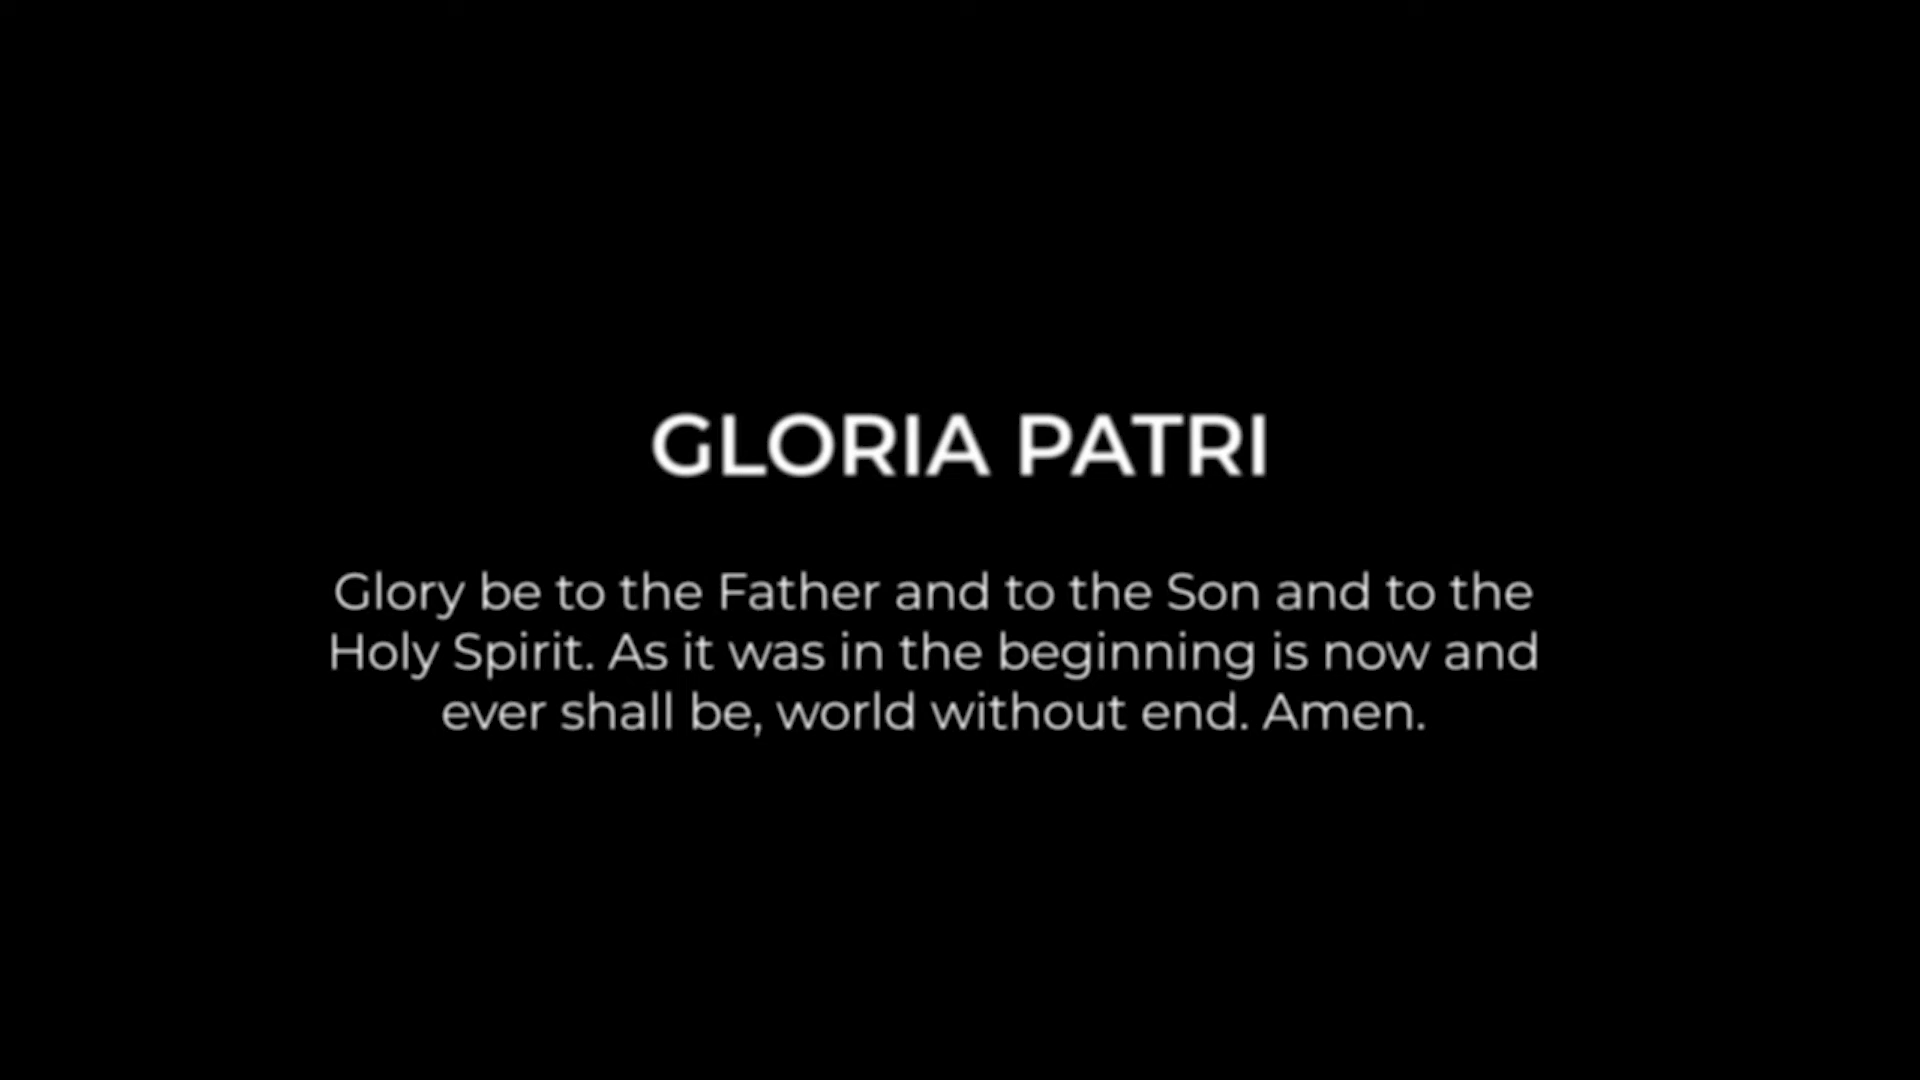 GLORIA PATRI
Glory be to the Father and to the Son and to the
Holy Spirit. As it was in the beginning is now and
ever shall be, world without end. Amen.